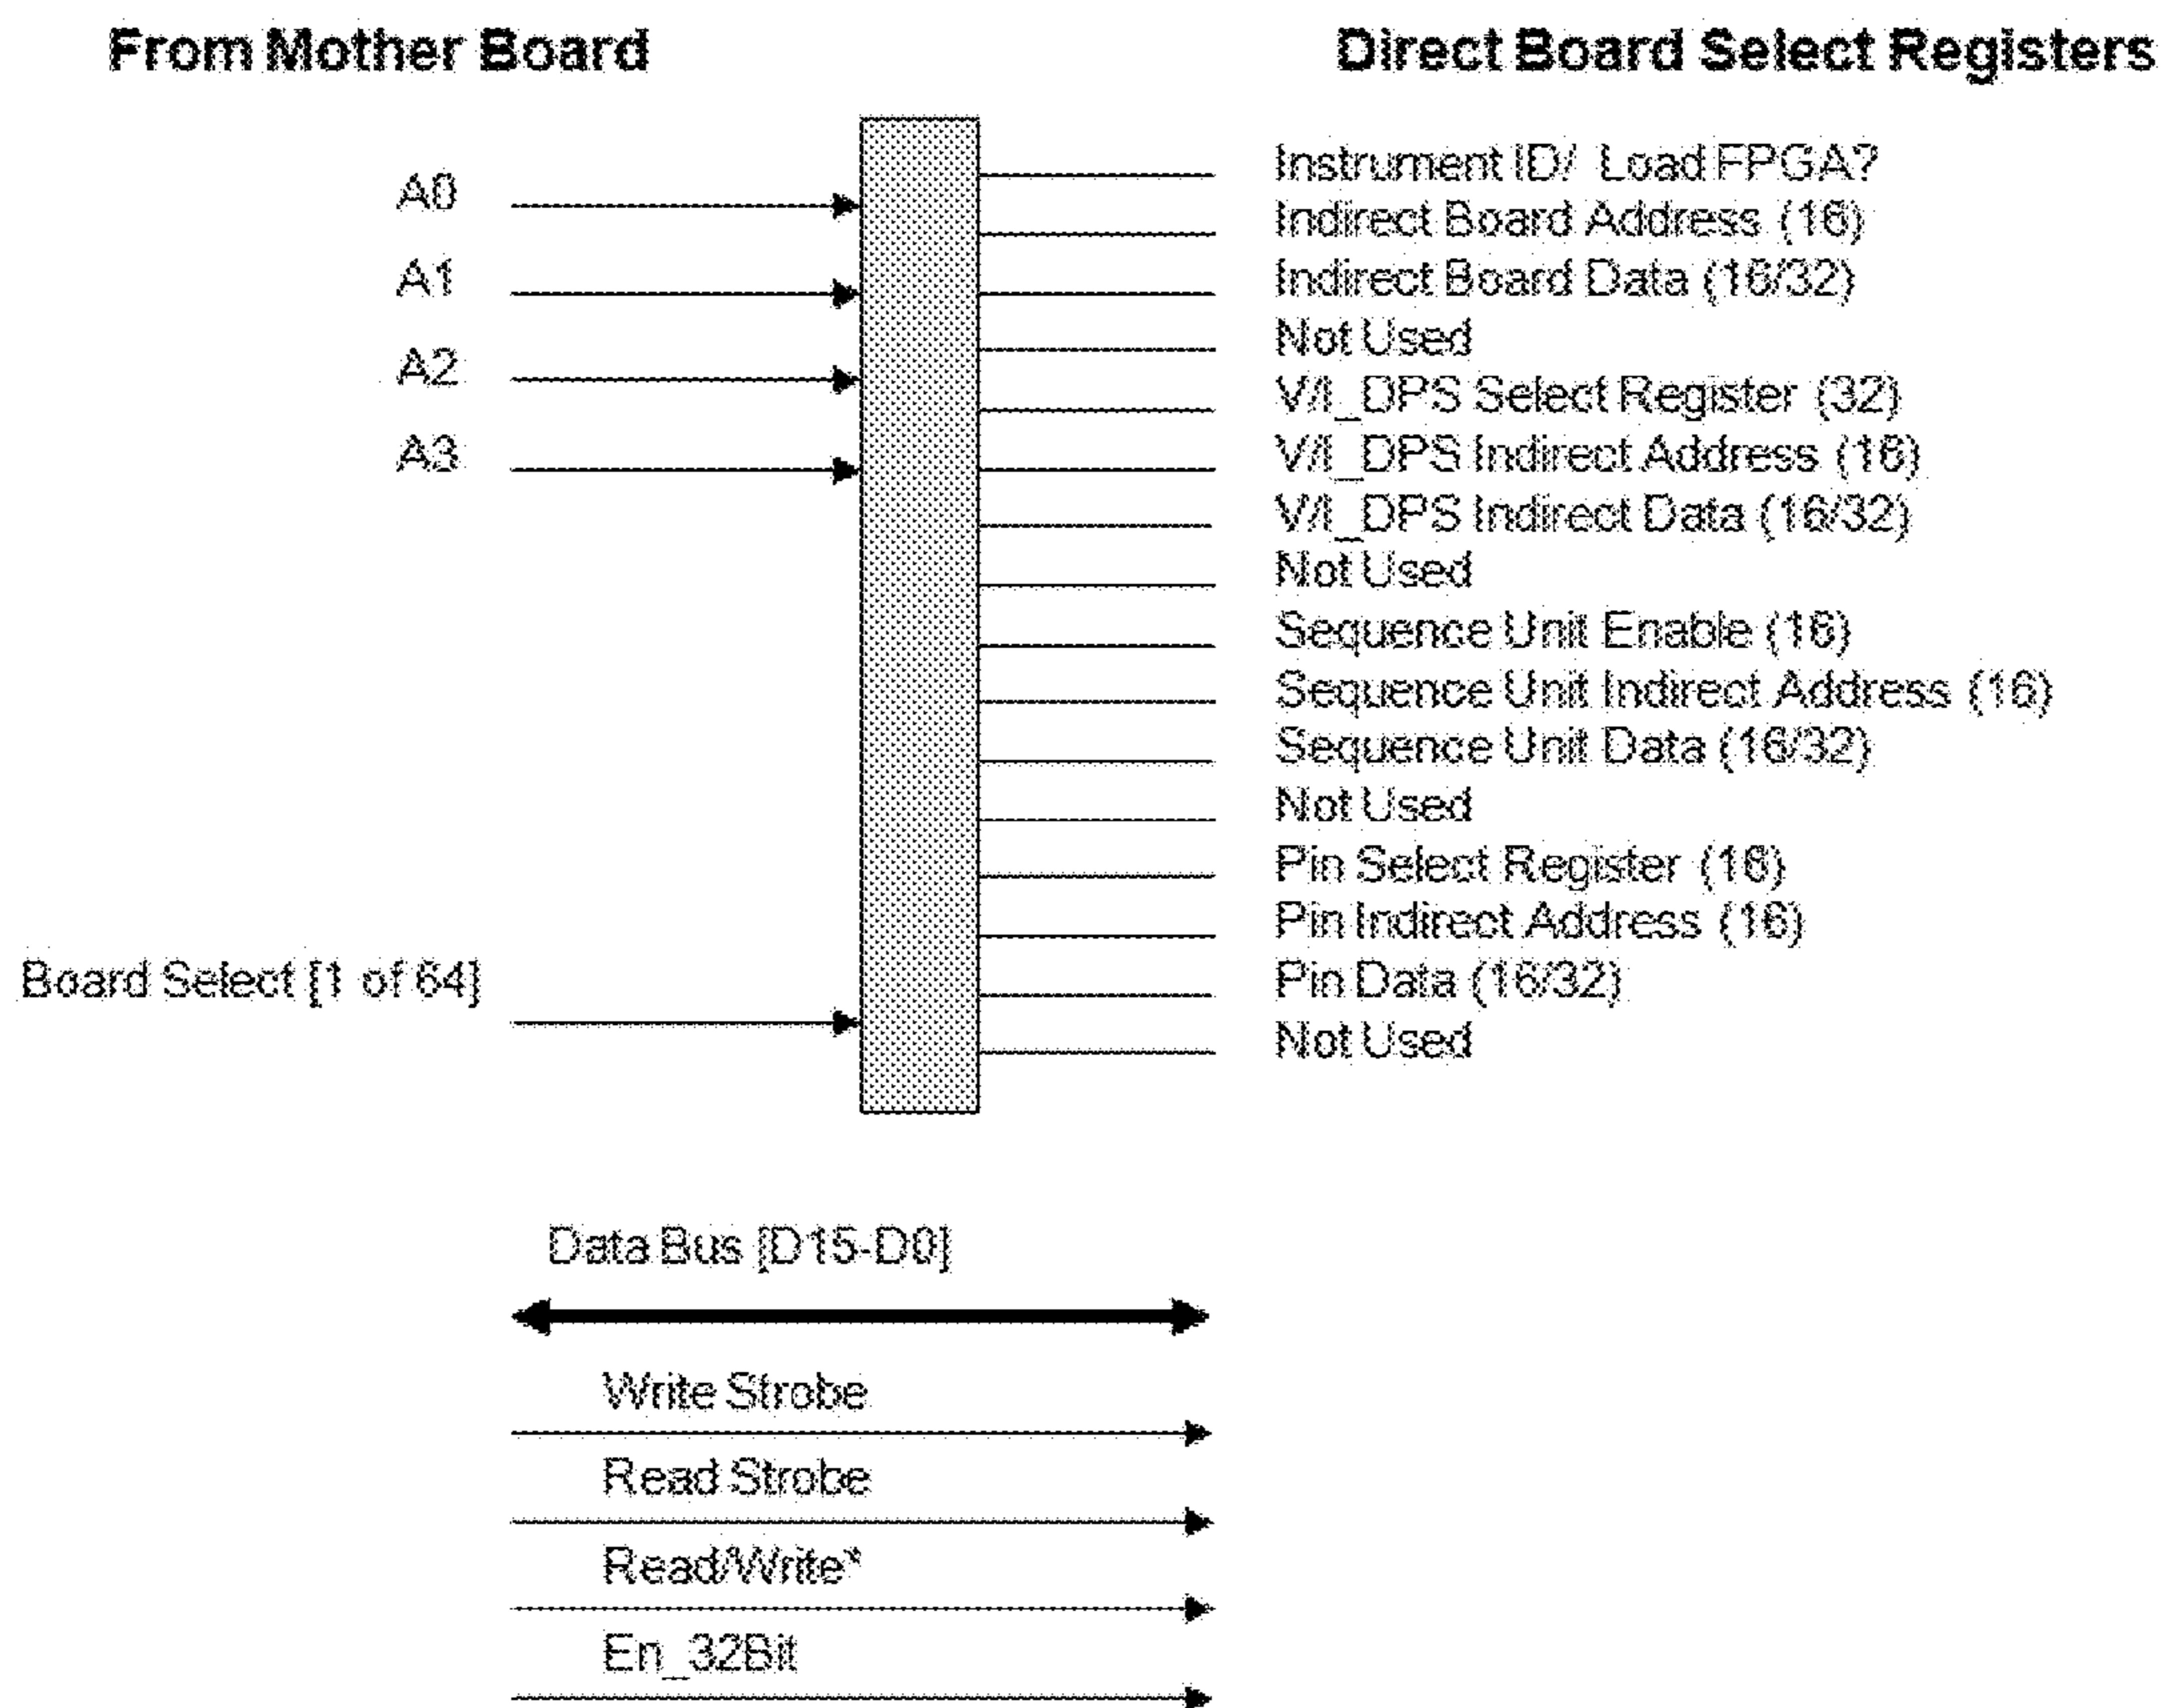 From Mother Board
Direct Board Select Registers
A0
A1
A2
A3
Board Select [1 of 64]
Instrument ID/ Load FPGA?
Indirect Board Address (16)
Indirect Board Data (16/32)
Not Used
V/I_DPS Select Register (32)
V/I_DPS Indirect Address (16)
V/I_DPS Indirect Data (16/32)
Not Used
Sequence Unit Enable (16)
Sequence Unit Indirect Address (16)
Sequence Unit Data (16/32)
Not Used
Pin Select Register (16)
Pin Indirect Address (16)
Pin Data (16/32)
Not Used
Data Bus [D15-D0]
Write Strobe
Read Strobe
Read/Write*
En_32Bit